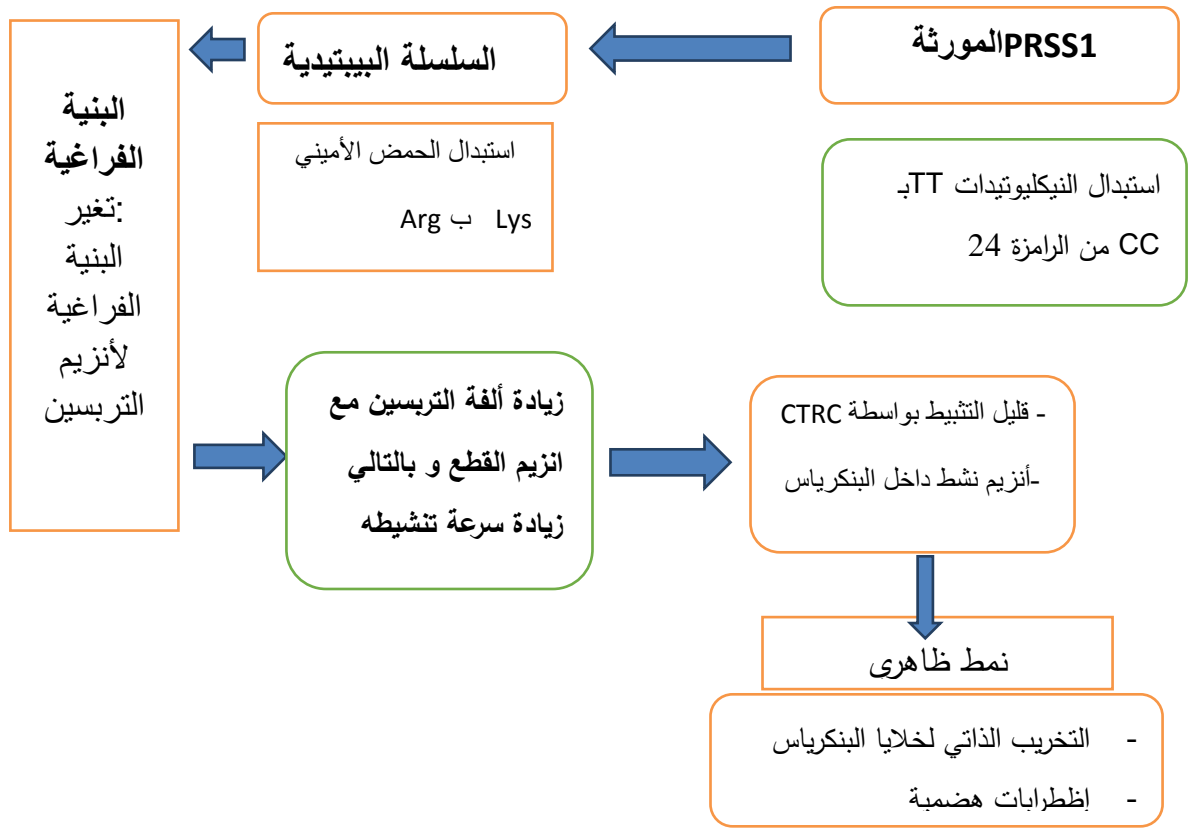 المورثةPRSS1
استبدال النيكليوتيدات TTبـ
CC من الرامزة 24
السلسلة الببتيدية
استبدال الحمض الأميني
Lys ب Arg
البنية
الفراغية
:تغير
البنية
الفراغية
لأنزيم
التربسين
زيادة ألفة التربسين مع
انزيم القطع و بالتالي
زيادة سرعة تنشيطه
- قليل التثبيط بواسطة CTRC
-أنزيم نشط داخل البنكرياس
نمط ظاهرى
- التخريب الذاتي لخلايا البنكرياس
- إظطرابات هضمية